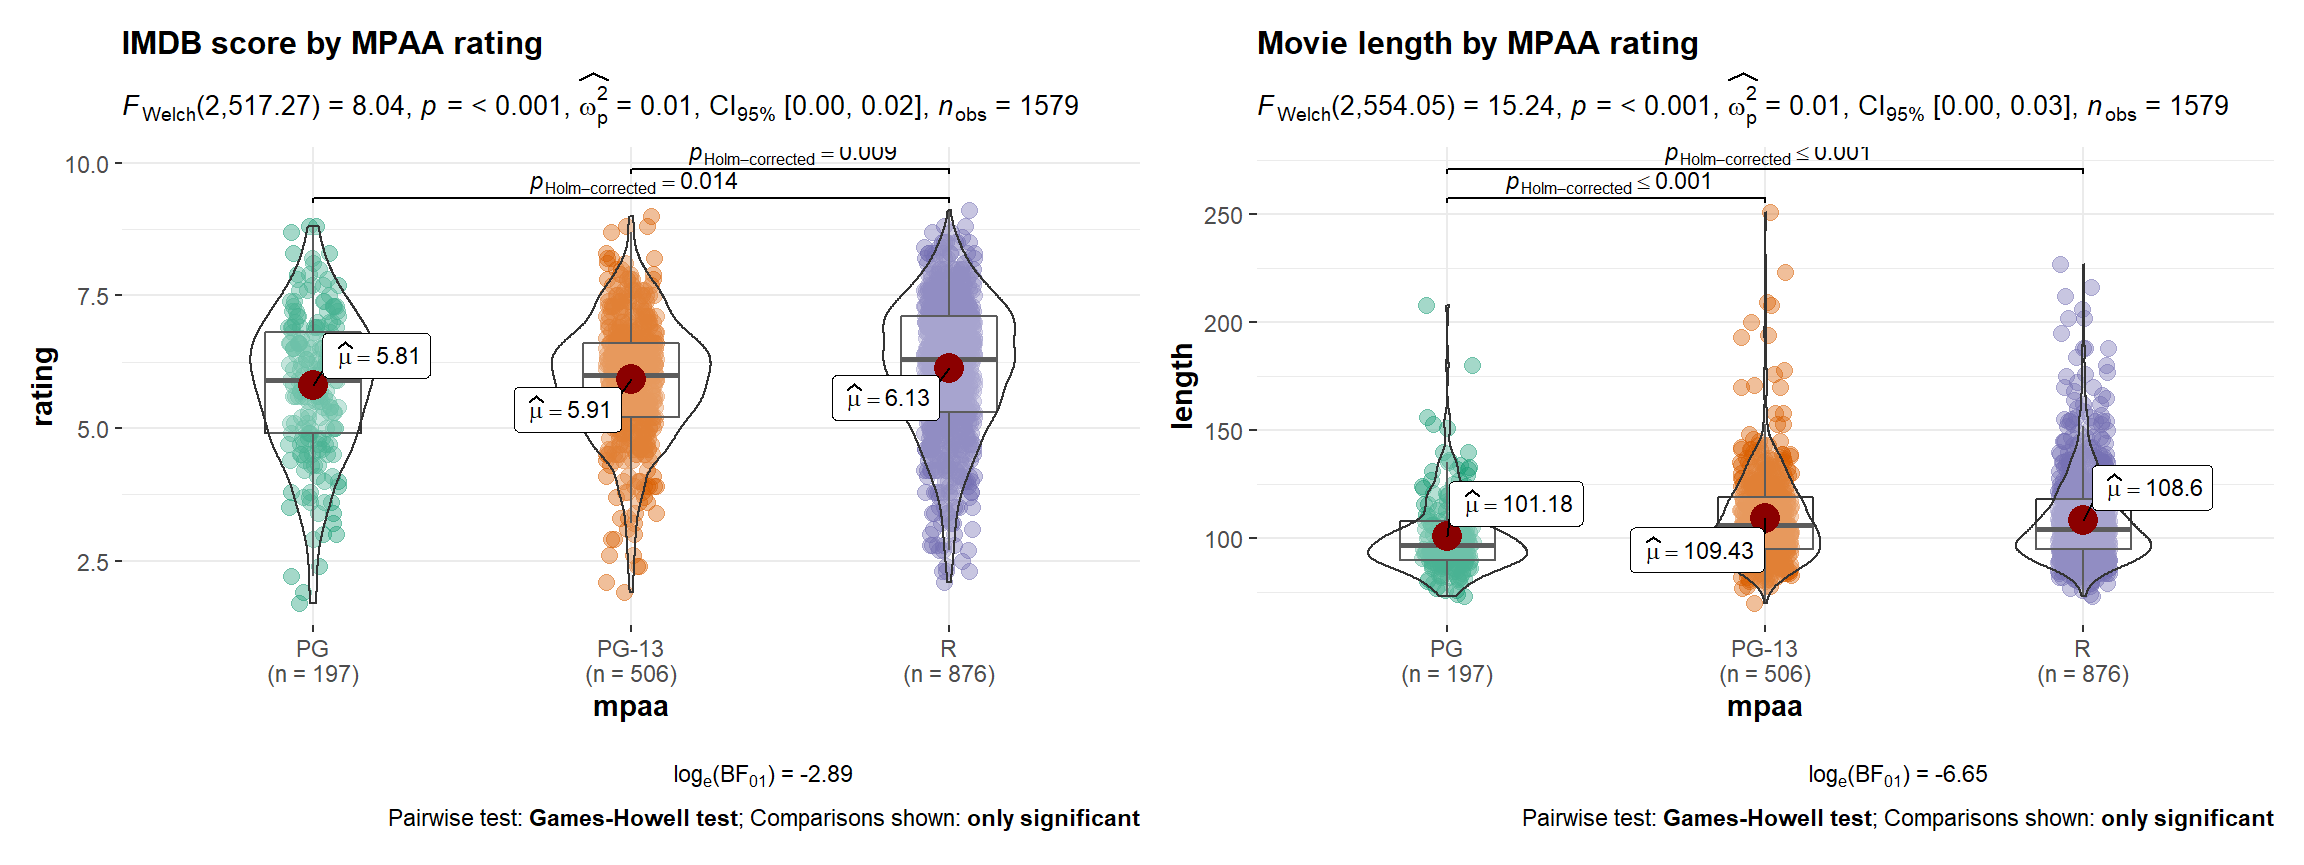 IMDB score by MPAA rating
F Welch(2,517.27) = 8.04, p = < 0.001, ω̂²p = 0.01, CI95% [0.00, 0.02], nobs = 1579
pHolm–corrected = 0.009
10.0
pHolm–corrected = 0.014
7.5
5.0
2.5
rating
μ̂ = 5.81
μ̂ = 5.91
μ̂ = 6.13
PG
(n = 197)
PG-13
(n = 506)
R
(n = 876)
mpaa
loge(BF01) = -2.89
Pairwise test: Games-Howell test; Comparisons shown: only significant
Movie length by MPAA rating
F Welch(2,554.05) = 15.24, p = < 0.001, ω̂²p = 0.01, CI95% [0.00, 0.03], nobs = 1579
pHolm–corrected ≤ 0.001
pHolm–corrected ≤ 0.001
250
200
150
100
length
μ̂ = 101.18
μ̂ = 109.43
μ̂ = 108.6
PG
(n = 197)
PG-13
(n = 506)
R
(n = 876)
mpaa
loge(BF01) = -6.65
Pairwise test: Games-Howell test; Comparisons shown: only significant